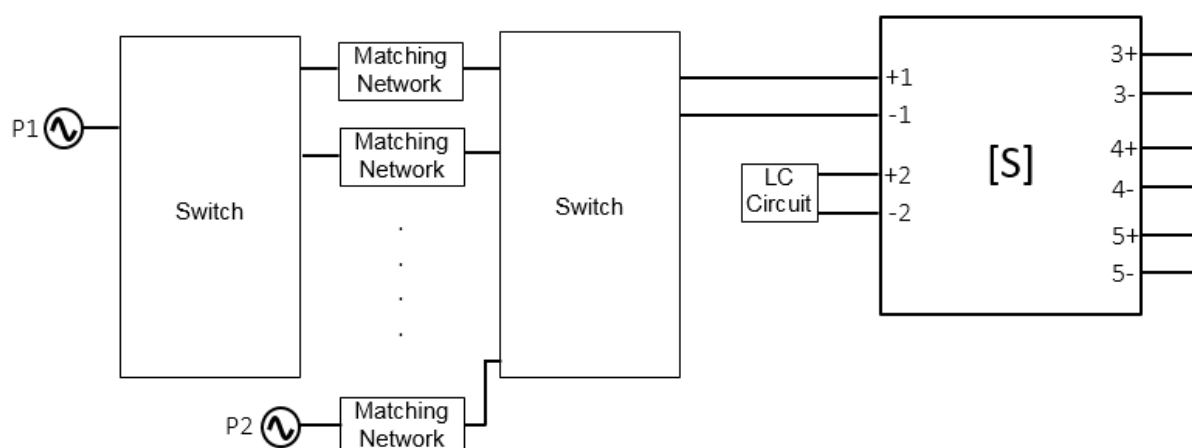 Matching
Network
3+
+1
3-
P1
-1
Matching
Network
4+
[S]
LC
Circuit
+2
4-
Switch
Switch
-2
5+
5-
Matching
Network
P2